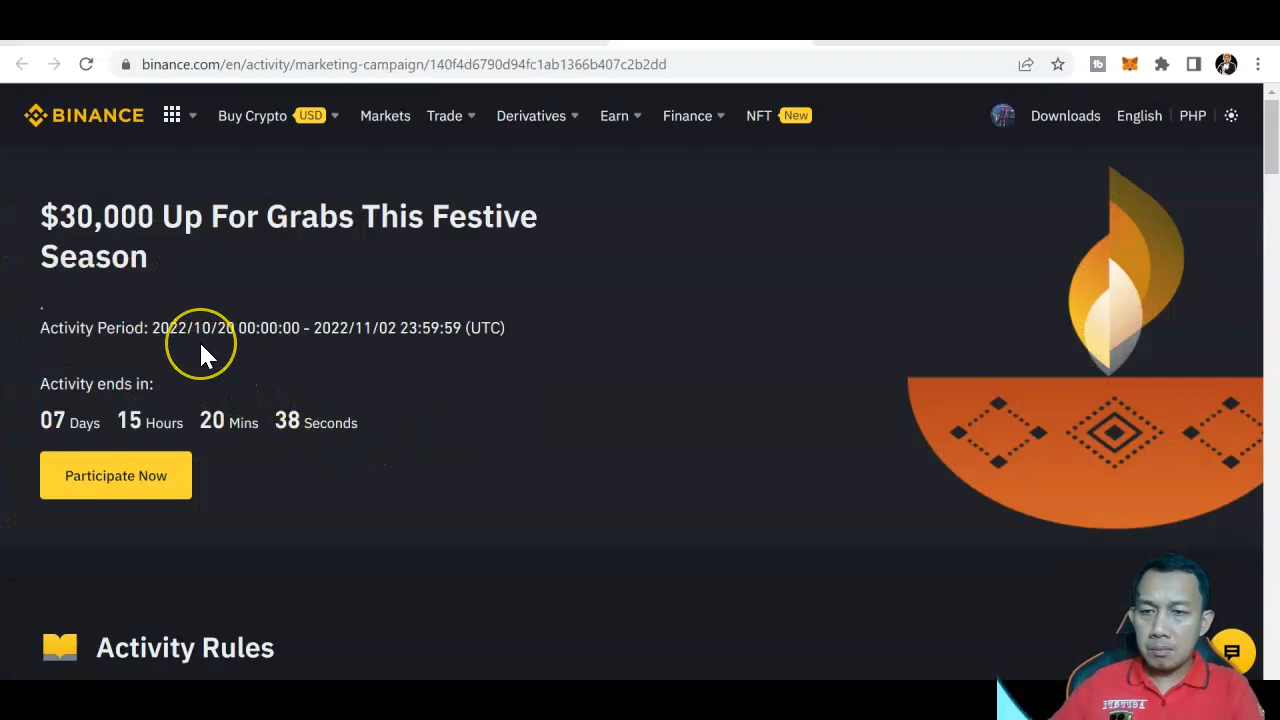 binance.com/en/activity/marketing-campaign/140f4d6790d94fc1ab1366b407c2b2dd
BINANCE Buy Crypto USD Markets Trade Derivatives Earn Finance NFT New Downloads English PHP
$30,000 Up For Grabs This Festive
Season
.
Activity Period: 2022/10/20 00:00:00 - 2022/11/02 23:59:59 (UTC)
Activity ends in:
07 Days 15 Hours 20 Mins 38 Seconds
Participate Now
Activity Rules